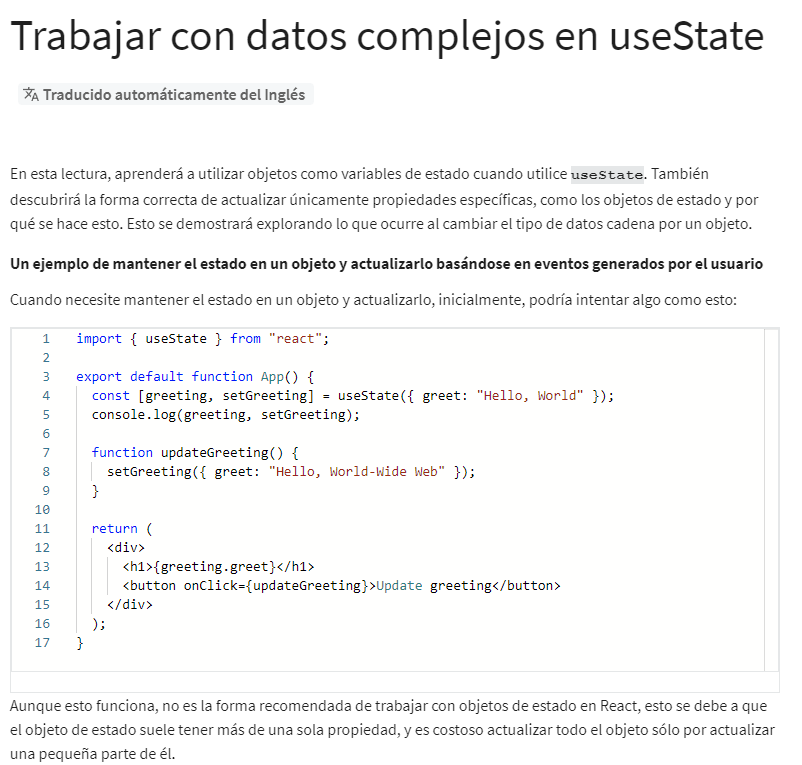 Trabajar con datos complejos en useState
Traducido automáticamente del Inglés
En esta lectura, aprenderá a utilizar objetos como variables de estado cuando utilice useState. También
descubrirá la forma correcta de actualizar únicamente propiedades específicas, como los objetos de estado y por
qué se hace esto. Esto se demostrará explorando lo que ocurre al cambiar el tipo de datos cadena por un objeto.
Un ejemplo de mantener el estado en un objeto y actualizarlo basándose en eventos generados por el usuario
Cuando necesite mantener el estado en un objeto y actualizarlo, inicialmente, podría intentar algo como esto:
1 import { useState } from "react";
2
3 export default function App() {
4   const [greeting, setGreeting] = useState({ greet: "Hello, World" });
5   console.log(greeting, setGreeting);
6
7   function updateGreeting() {
8     setGreeting({ greet: "Hello, World-Wide Web" });
9   }
10
11   return (
12     <div>
13       <h1>{greeting.greet}</h1>
14       <button onClick={updateGreeting}>Update greeting</button>
15     </div>
16   );
17 }
Aunque esto funciona, no es la forma recomendada de trabajar con objetos de estado en React, esto se debe a que
el objeto de estado suele tener más de una sola propiedad, y es costoso actualizar todo el objeto sólo por actualizar
una pequeña parte de él.